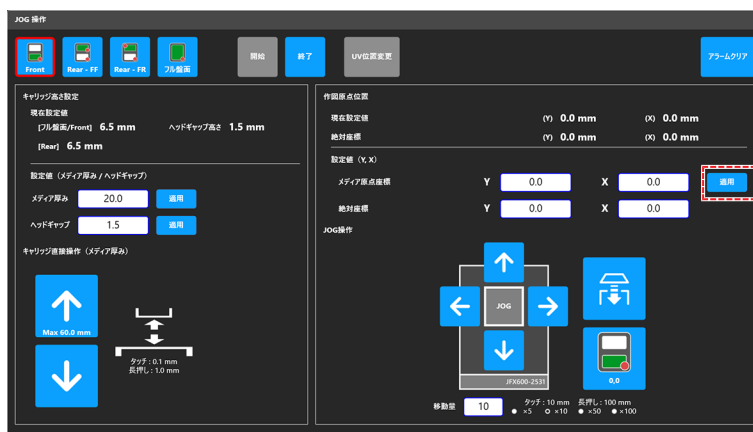 JOG 操作
Front
Rear - FF
Rear - FR
フル盤面
開始
終了
UV位置変更
アラームクリア
キャリッジ高さ設定
現在設定値
[フル盤面/Front] 6.5 mm ヘッドギャップ高さ 1.5 mm
[Rear] 6.5 mm
設定値（メディア厚み / ヘッドギャップ）
メディア厚み 20.0 適用
ヘッドギャップ 1.5 適用
キャリッジ直接操作（メディア厚み）
Max 60.0 mm
タッチ : 0.1 mm
長押し : 1.0 mm
作図原点位置
現在設定値 (Y) 0.0 mm (X) 0.0 mm
絶対座標 (Y) 0.0 mm (X) 0.0 mm
設定値（Y, X）
メディア原点座標 Y 0.0 X 0.0 適用
絶対座標 Y 0.0 X 0.0
JOG操作
JOG
JFX600-2531
0,0
移動量 10 タッチ : 10 mm 長押し : 100 mm
×5 ×10 ×50 ×100